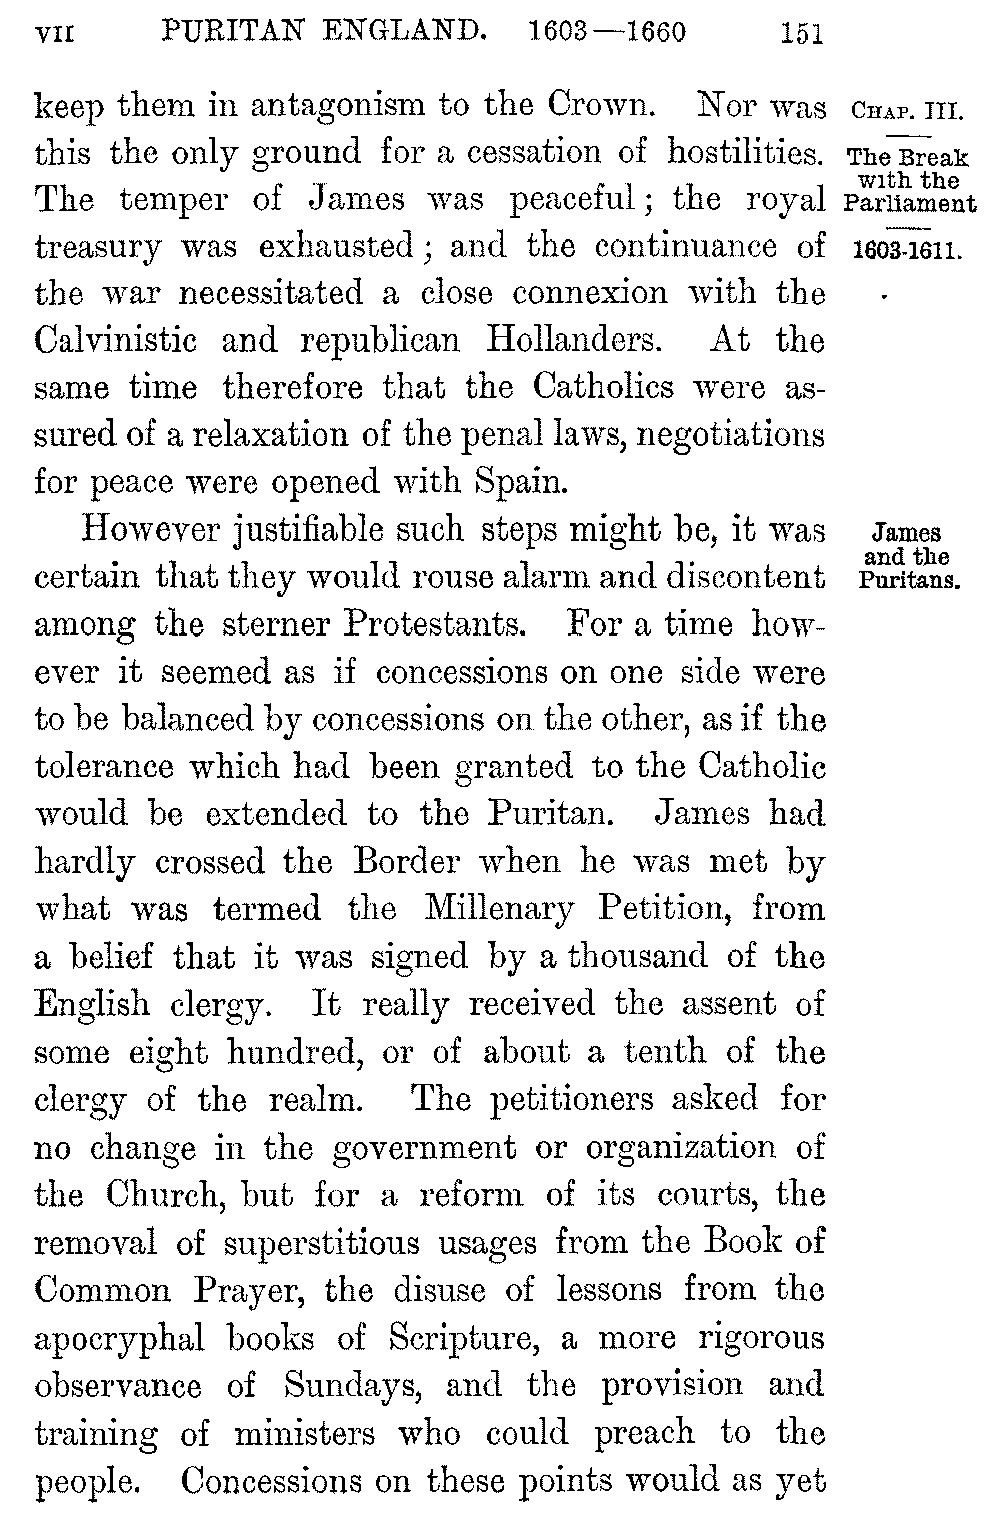 VII PURITAN ENGLAND. 1603—1660 151
keep them in antagonism to the Crown. Nor was
this the only ground for a cessation of hostilities.
The temper of James was peaceful; the royal
treasury was exhausted; and the continuance of
the war necessitated a close connexion with the
Calvinistic and republican Hollanders. At the
same time therefore that the Catholics were as-
sured of a relaxation of the penal laws, negotiations
for peace were opened with Spain.
However justifiable such steps might be, it was
certain that they would rouse alarm and discontent
among the sterner Protestants. For a time how-
ever it seemed as if concessions on one side were
to be balanced by concessions on the other, as if the
tolerance which had been granted to the Catholic
would be extended to the Puritan. James had
hardly crossed the Border when he was met by
what was termed the Millenary Petition, from
a belief that it was signed by a thousand of the
English clergy. It really received the assent of
some eight hundred, or of about a tenth of the
clergy of the realm. The petitioners asked for
no change in the government or organization of
the Church, but for a reform of its courts, the
removal of superstitious usages from the Book of
Common Prayer, the disuse of lessons from the
apocryphal books of Scripture, a more rigorous
observance of Sundays, and the provision and
training of ministers who could preach to the
people. Concessions on these points would as yet
CHAP. III.
The Break
with the
Parliament
1603-1611.
James
and the
Puritans.